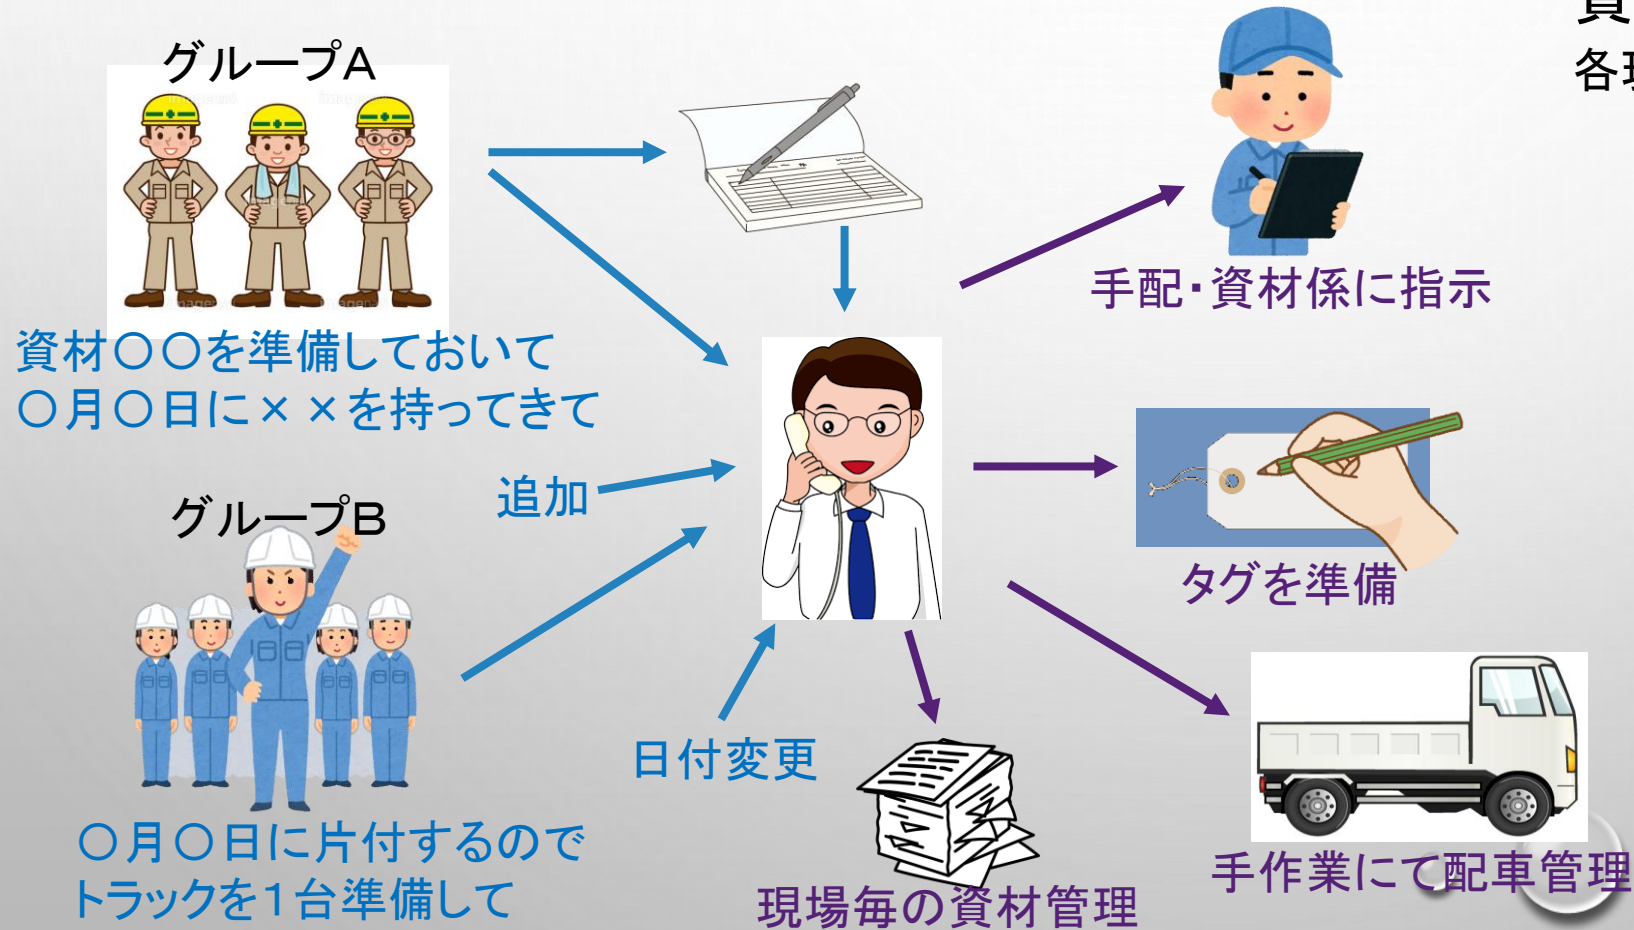 グループA
資材〇〇を準備しておいて
〇月〇日に××を持ってきて
追加
グループB
〇月〇日に片付するので
トラックを1台準備して
日付変更
手配・資材係に指示
タグを準備
手作業にて配車管理
現場毎の資材管理